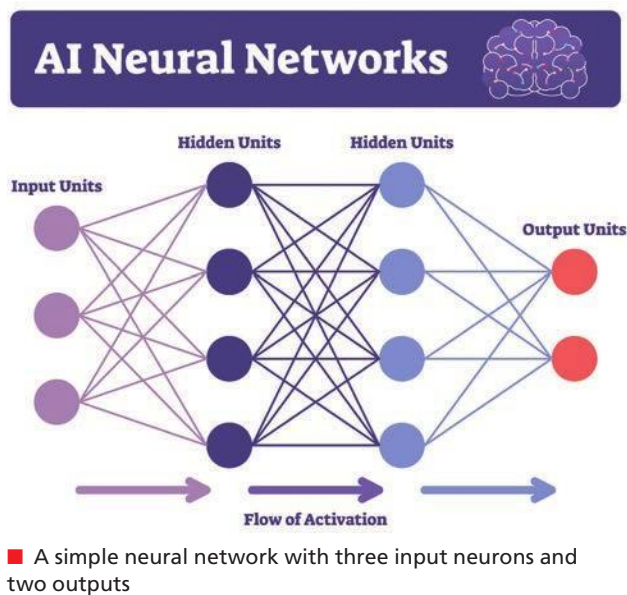 AI Neural Networks
Hidden Units
Hidden Units
Input Units
Output Units
Flow of Activation
A simple neural network with three input neurons and
two outputs